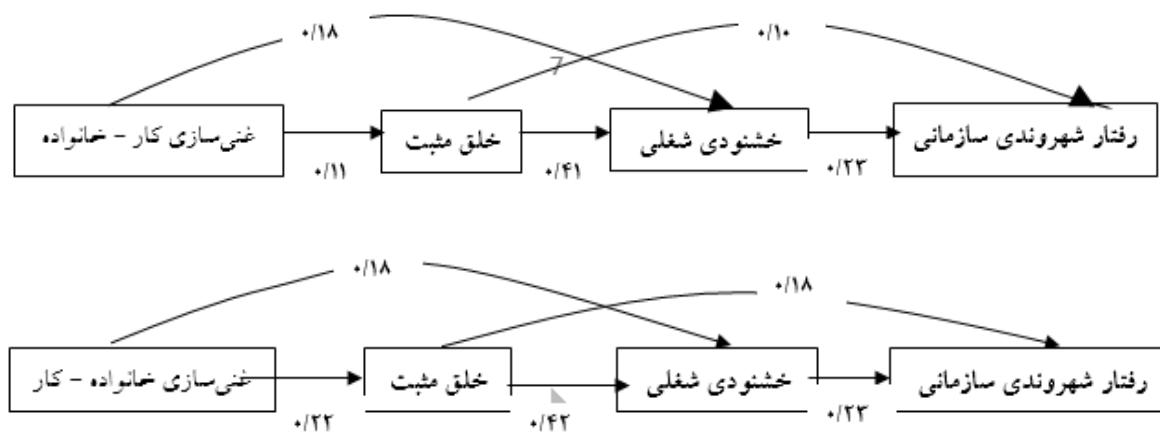 ۰/۱۸
۰/۱۰
7
غنی‌سازی کار – خانواده
خلق مثبت
خشنودی شغلی
رفتار شهروندی سازمانی
۰/۱۱
۰/۴۱
۰/۲۳
۰/۱۸
۰/۱۸
غنی‌سازی خانواده – کار
خلق مثبت
خشنودی شغلی
رفتار شهروندی سازمانی
۰/۲۲
۰/۴۲
۰/۲۳